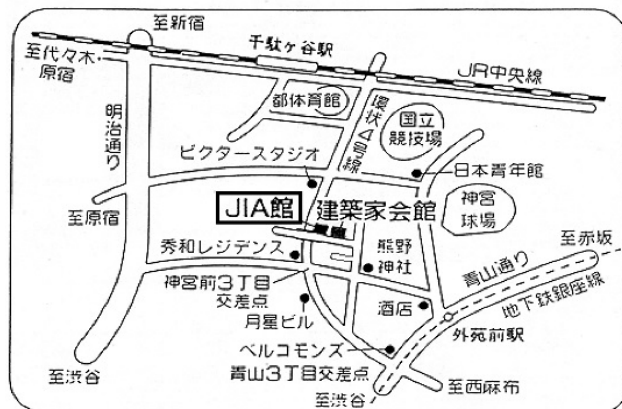 至新宿
千駄ヶ谷駅
至代々木・
原宿
JR中央線
都体育館
明治通り
環状4号線
国立
競技場
ビクタースタジオ
日本青年館
JIA館
建築家会館
神宮
球場
至原宿
秀和レジデンス
熊野
神社
至赤坂
青山通り
神宮前3丁目
交差点
地下鉄銀座線
月星ビル
酒店
外苑前駅
ベルコモンズ
青山3丁目交差点
至渋谷
至渋谷
至西麻布